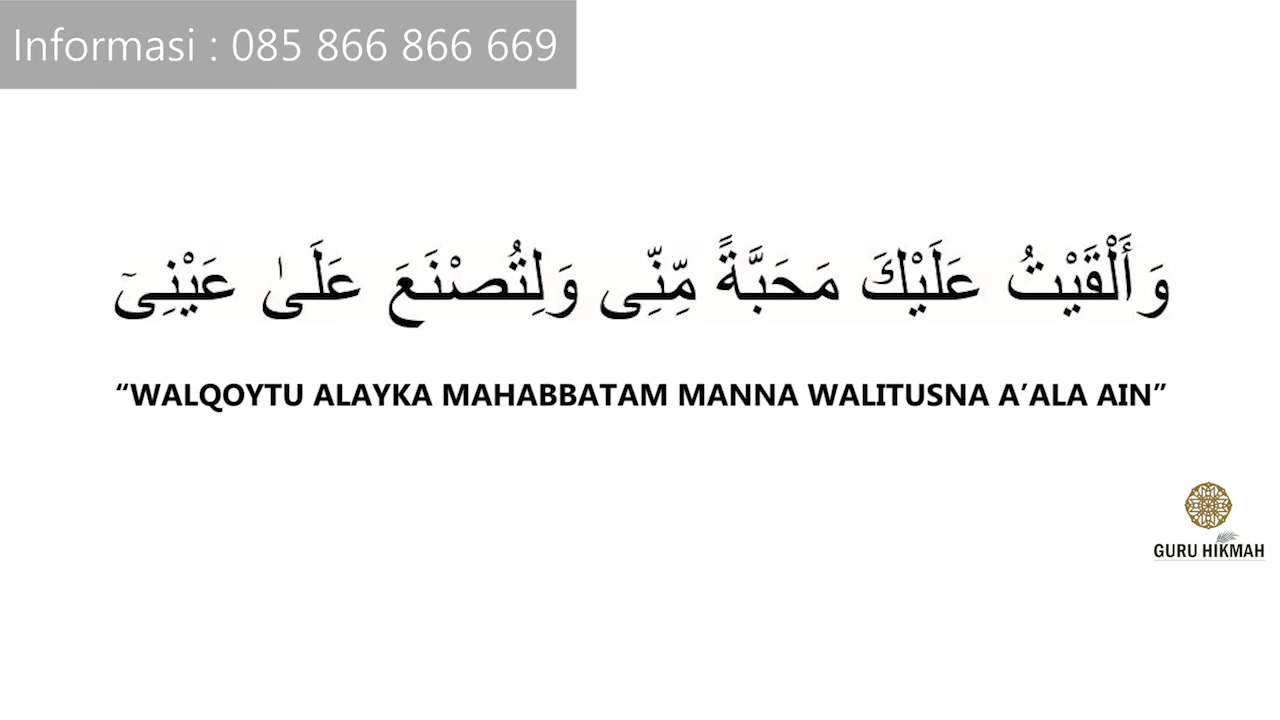 Informasi : 085 866 866 669
وَأَلْقَيْتُ عَلَيْكَ مَحَبَّةً مِّنِّى وَلِتُصْنَعَ عَلَىٰ عَيْنِىٓ
“WALQOYTU ALAYKA MAHABBATAM MANNA WALITUSNA A’ALA AIN”
GURU HIKMAH